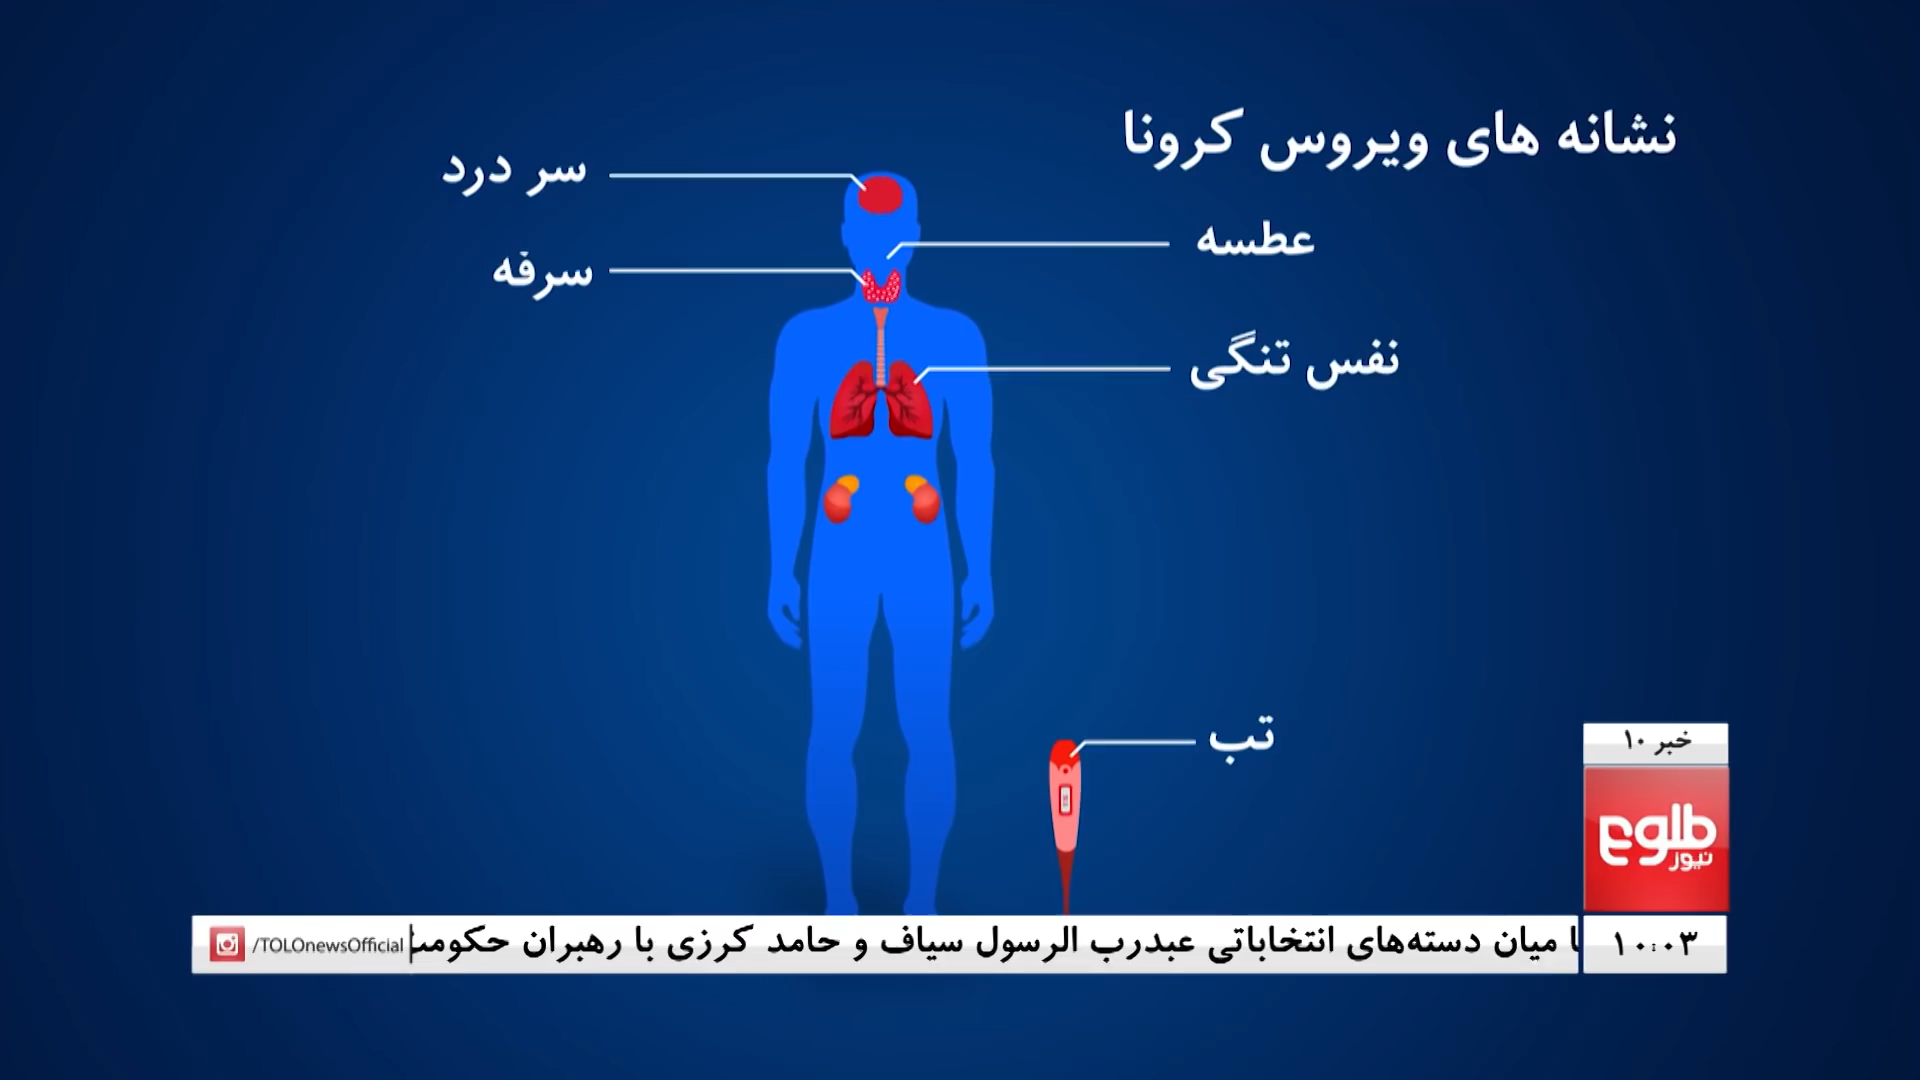 نشانه های ویروس کرونا
سر درد
عطسه
سرفه
نفس تنگی
تب
خبر ۱۰
طلوع
نیوز
۱۰:۰۳
میان دسته‌های انتخاباتی عبدرب الرسول سیاف و حامد کرزی با رهبران
/TOLOnewsOfficial